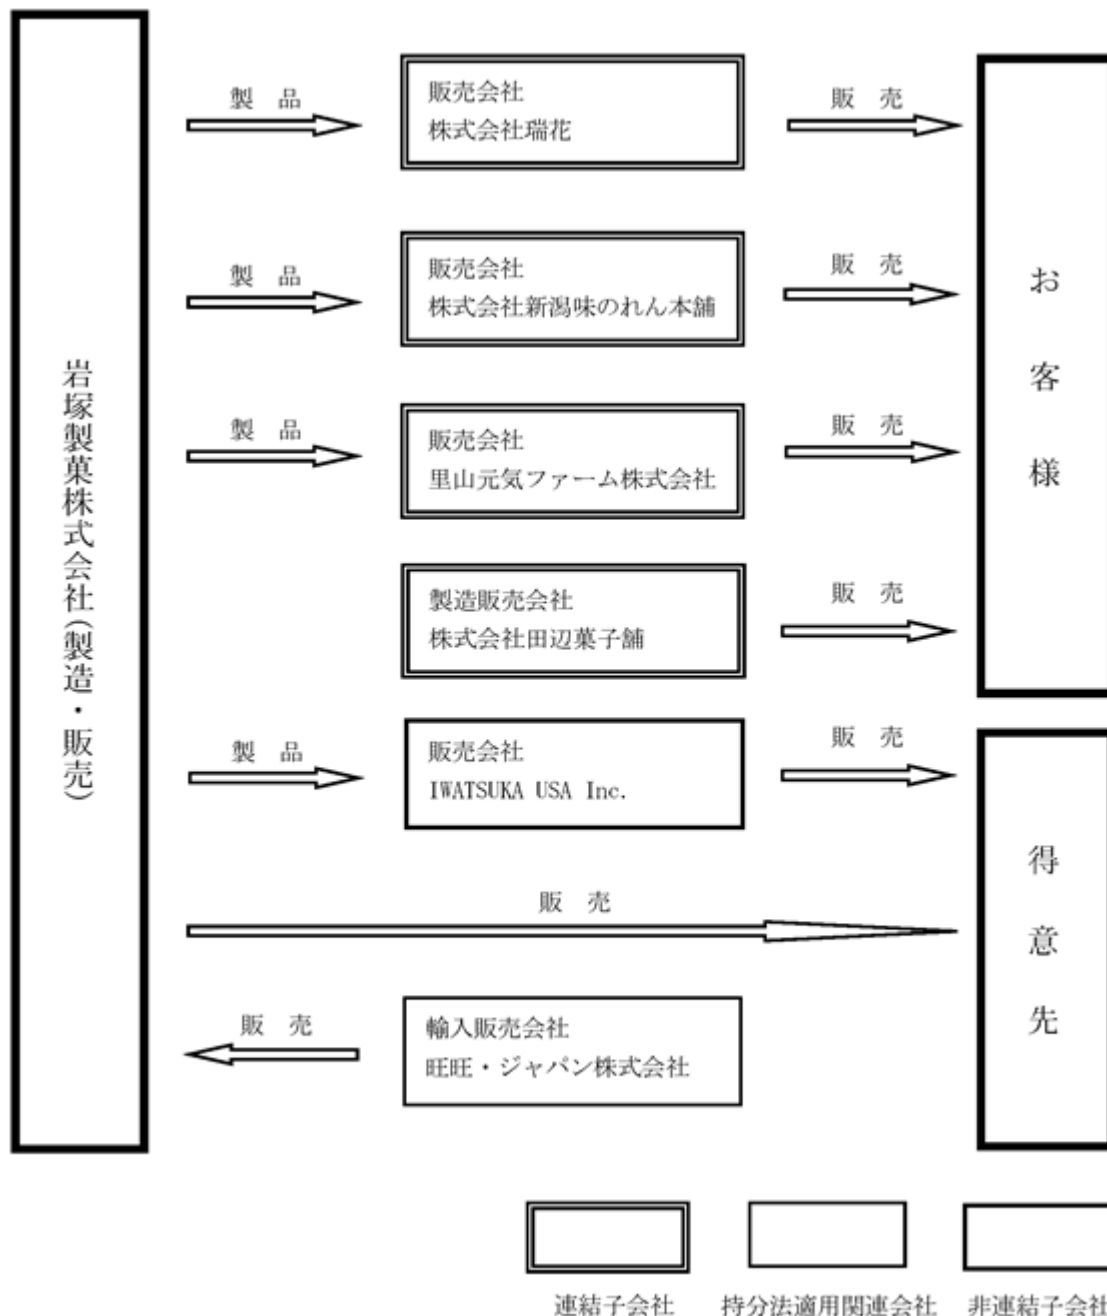 岩塚製菓株式会社(製造・販売)
製 品
販売会社
株式会社瑞花
販 売
製 品
販売会社
株式会社新潟味のれん本舗
販 売
製 品
販売会社
里山元気ファーム株式会社
販 売
製造販売会社
株式会社田辺菓子舗
販 売
お客様
製 品
販売会社
IWATSUKA USA Inc.
販 売
販 売
販 売
輸入販売会社
旺旺・ジャパン株式会社
得意先
連結子会社
持分法適用関連会社
非連結子会社